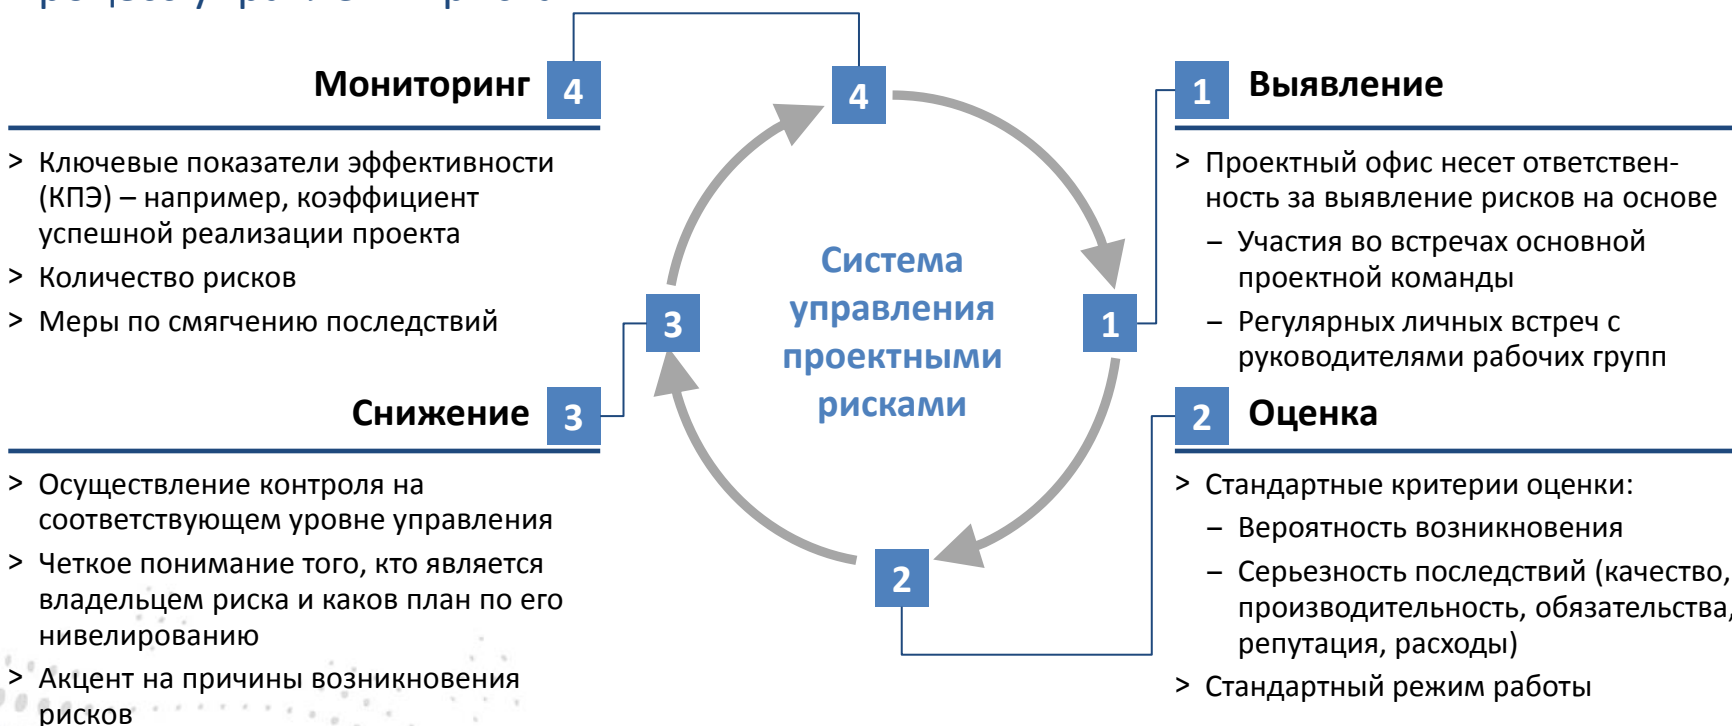 Мониторинг 4
> Ключевые показатели эффективности
(КПЭ) – например, коэффициент
успешной реализации проекта
> Количество рисков
> Меры по смягчению последствий
Снижение 3
> Осуществление контроля на
соответствующем уровне управления
> Четкое понимание того, кто является
владельцем риска и каков план по его
нивелированию
> Акцент на причины возникновения
рисков
4
3
1
2
Система
управления
проектными
рисками
1 Выявление
> Проектный офис несет ответствен-
ность за выявление рисков на основе
– Участия во встречах основной
проектной команды
– Регулярных личных встреч с
руководителями рабочих групп
2 Оценка
> Стандартные критерии оценки:
– Вероятность возникновения
– Серьезность последствий (качество,
производительность, обязательства,
репутация, расходы)
> Стандартный режим работы